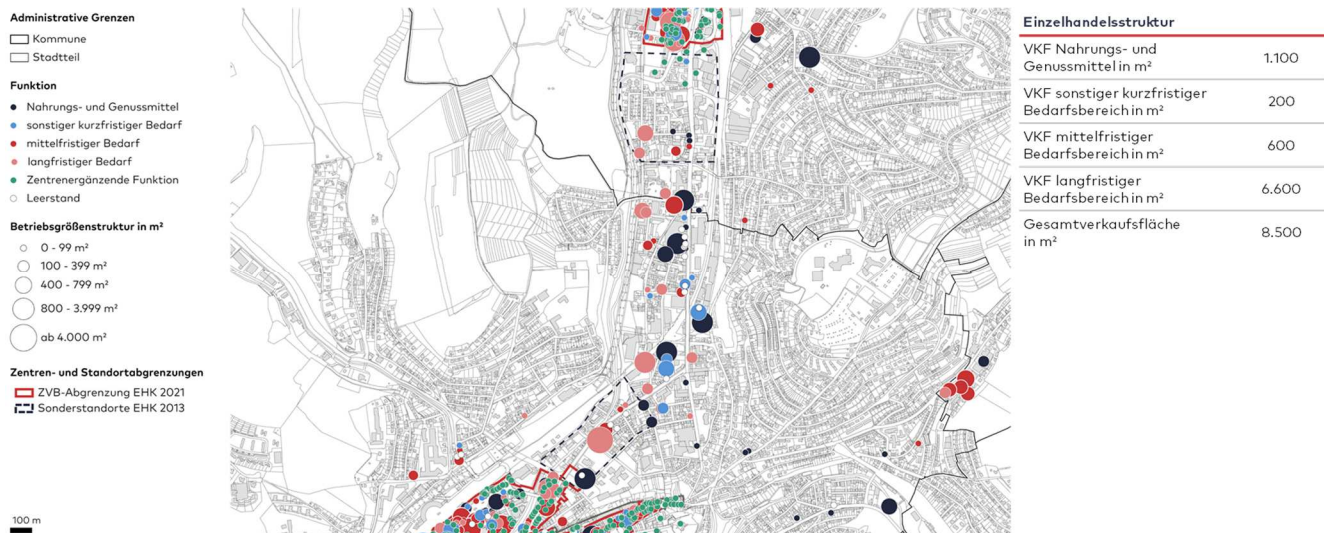 Administrative Grenzen
Kommune
Stadtteil
Funktion
Nahrungs- und Genussmittel
sonstiger kurzfristiger Bedarf
mittelfristiger Bedarf
langfristiger Bedarf
Zentrenergänzende Funktion
Leerstand
Betriebsgrößenstruktur in m²
0 - 99 m²
100 - 399 m²
400 - 799 m²
800 - 3.999 m²
ab 4.000 m²
Zentren- und Standortabgrenzungen
ZVB-Abgrenzung EHK 2021
Sonderstandorte EHK 2013
100 m
Einzelhandelsstruktur
VKF Nahrungs- und
Genussmittel in m² 1.100
VKF sonstiger kurzfristiger
Bedarfsbereich in m² 200
VKF mittelfristiger
Bedarfsbereich in m² 600
VKF langfristiger
Bedarfsbereich in m² 6.600
Gesamtverkaufsfläche
in m² 8.500